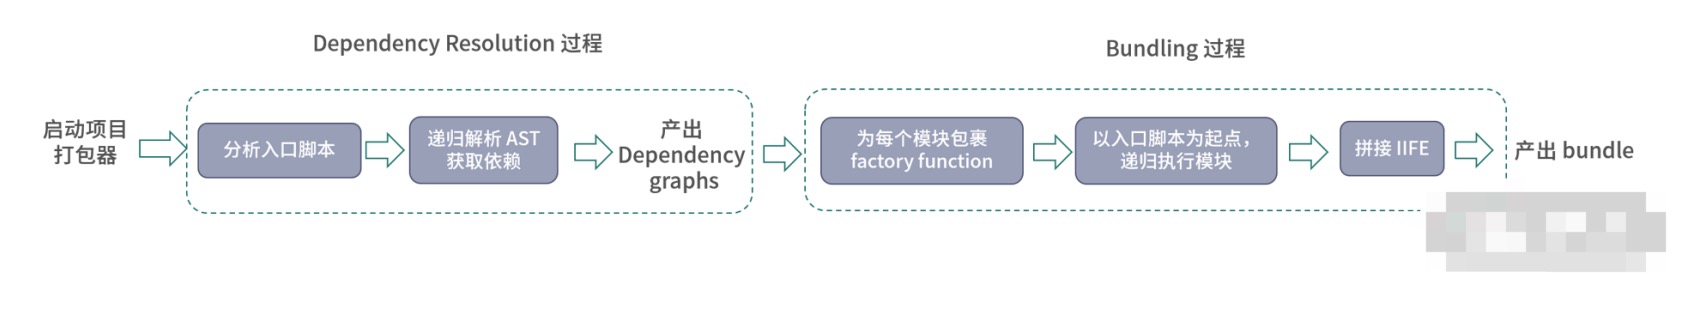 Dependency Resolution 过程
Bundling 过程
启动项目
打包器
分析入口脚本
递归解析 AST
获取依赖
产出
Dependency
graphs
为每个模块包裹
factory function
以入口脚本为起点，
递归执行模块
拼接 IIFE
产出 bundle